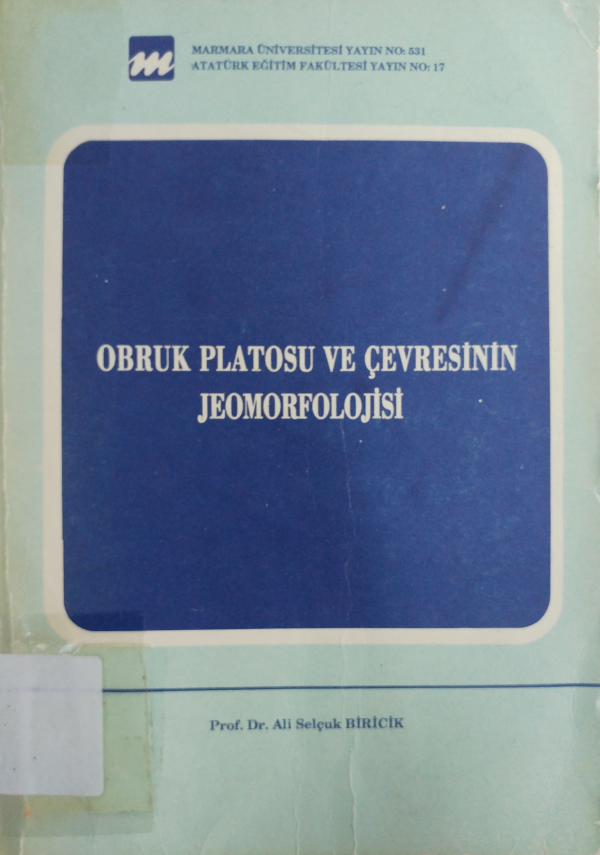 MARMARA ÜNİVERSİTESİ YAYIN NO: 531
ATATÜRK EĞİTİM FAKÜLTESİ YAYIN NO: 17
OBRUK PLATOSU VE ÇEVRESİNİN
JEOMORFOLOJİSİ
Prof. Dr. Ali Selçuk BİRİCİK